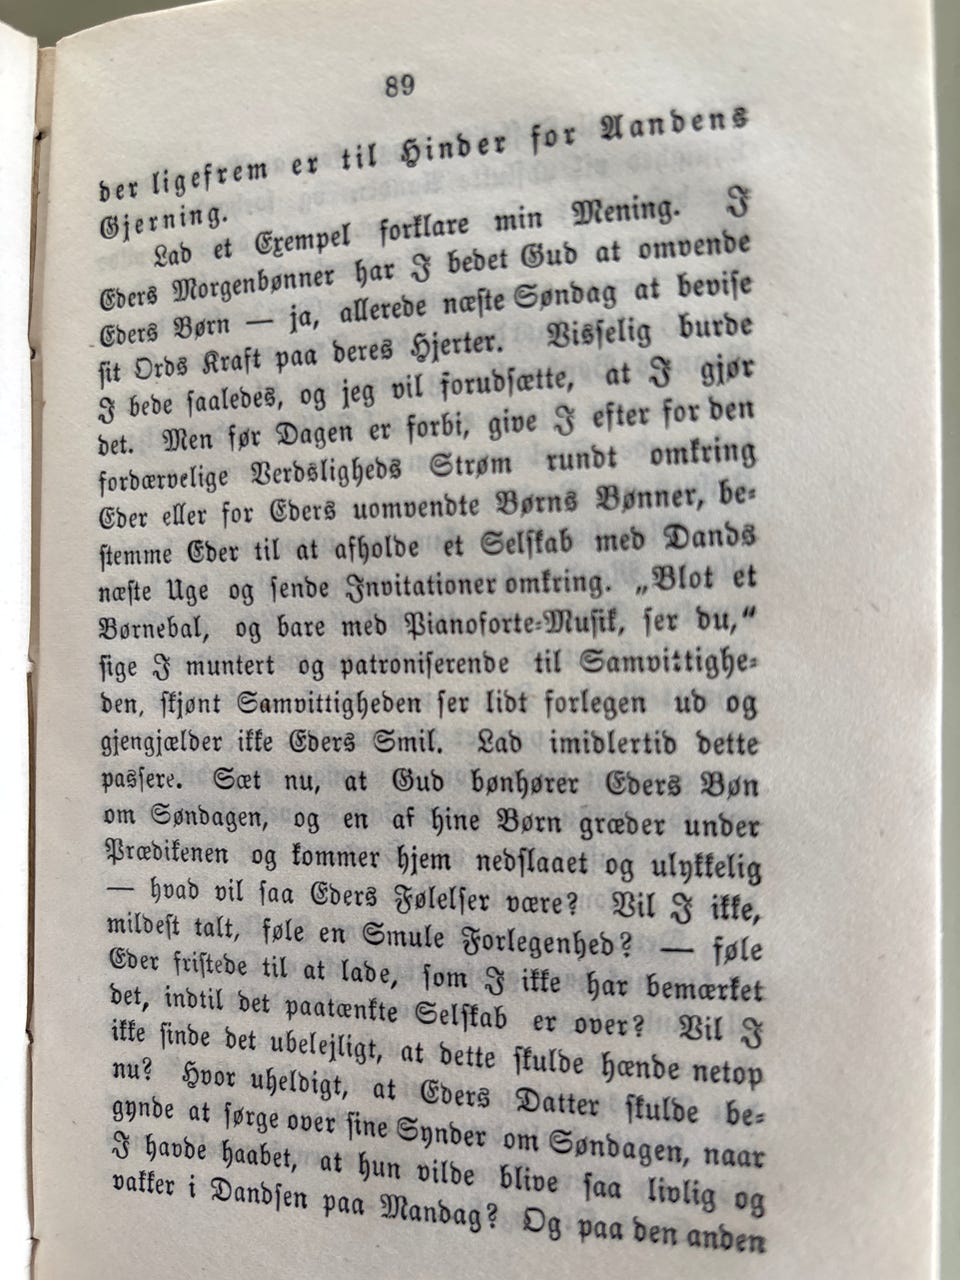 89
der ligefrem er til Hinder for Aandens
Gjerning.
Lad et Exempel forklare min Mening. I
Eders Morgenbønner har I bedet Gud at omvende
Eders Børn — ja, allerede næste Søndag at bevise
sit Ords Kraft paa deres Hjerter. Visselig burde
I bede saaledes, og jeg vil forudsætte, at I gjør
det. Men før Dagen er forbi, give I efter for den
fordærvelige Verdsligheds Strøm rundt omkring
Eder eller for Eders uomvendte Børns Bønner, be-
stemme Eder til at afholde et Selskab med Dands
næste Uge og sende Invitationer omkring. „Blot et
Børnebal, og bare med Pianoforte-Musik, ser du,“
sige I muntert og patroniserende til Samvittighe-
den, skjønt Samvittigheden ser lidt forlegen ud og
gjengjælder ikke Eders Smil. Lad imidlertid dette
passere. Sæt nu, at Gud bønhører Eders Bøn
om Søndagen, og en af hine Børn græder under
Prædikenen og kommer hjem nedslaaet og ulykkelig
— hvad vil saa Eders Følelser være? Vil I ikke,
mildest talt, føle en Smule Forlegenhed? — føle
Eder fristede til at lade, som I ikke har bemærket
det, indtil det paatænkte Selskab er over? Vil I
ikke finde det ubelejligt, at dette skulde hænde netop
nu? Hvor uheldigt, at Eders Datter skulde be-
gynde at sørge over sine Synder om Søndagen, naar
I havde haabet, at hun vilde blive saa livlig og
vakker i Dandsen paa Mandag? Og paa den anden